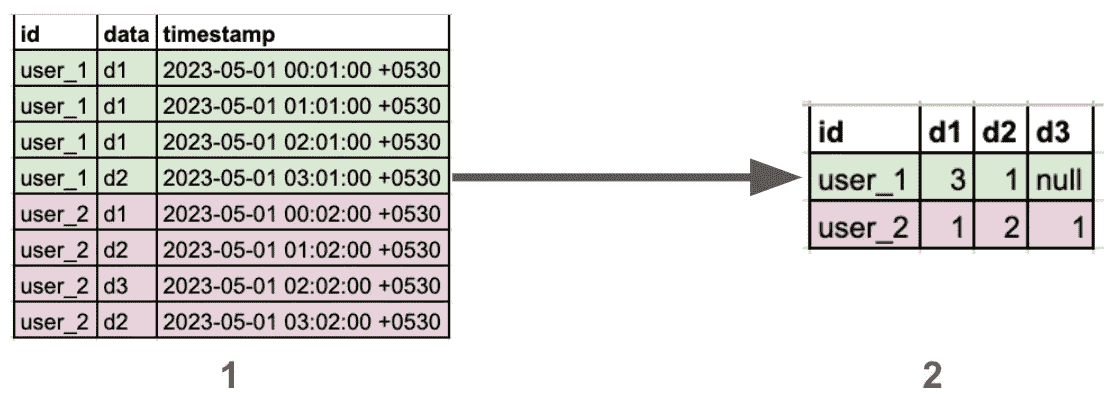 id data timestamp
user_1 d1 2023-05-01 00:01:00 +0530
user_1 d1 2023-05-01 01:01:00 +0530
user_1 d1 2023-05-01 02:01:00 +0530
user_1 d2 2023-05-01 03:01:00 +0530
user_2 d1 2023-05-01 00:02:00 +0530
user_2 d2 2023-05-01 01:02:00 +0530
user_2 d3 2023-05-01 02:02:00 +0530
user_2 d2 2023-05-01 03:02:00 +0530
1
id d1 d2 d3
user_1 3 1 null
user_2 1 2 1
2